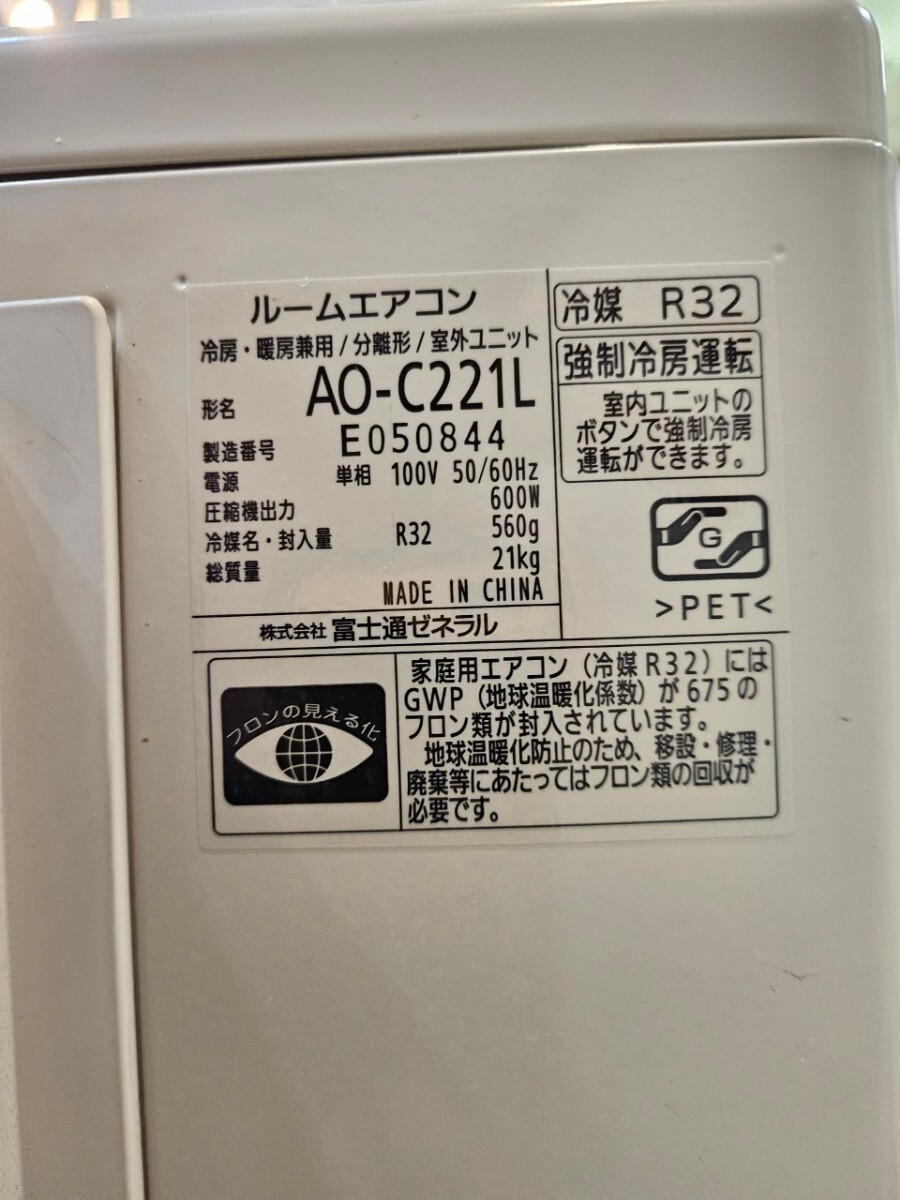 ルームエアコン
冷房・暖房兼用/分離形/室外ユニット
形名 AO-C221L
製造番号 E050844
電源 単相 100V 50/60Hz
圧縮機出力 600W
冷媒名・封入量 R32 560g
総質量 21kg
MADE IN CHINA
株式会社 富士通ゼネラル
冷媒 R32
強制冷房運転
室内ユニットの
ボタンで強制冷房
運転ができます。
G
>PET<
フロンの見える化
家庭用エアコン(冷媒R32)には
GWP(地球温暖化係数)が675の
フロン類が封入されています。
地球温暖化防止のため、移設・修理・
廃棄等にあたってはフロン類の回収が
必要です。